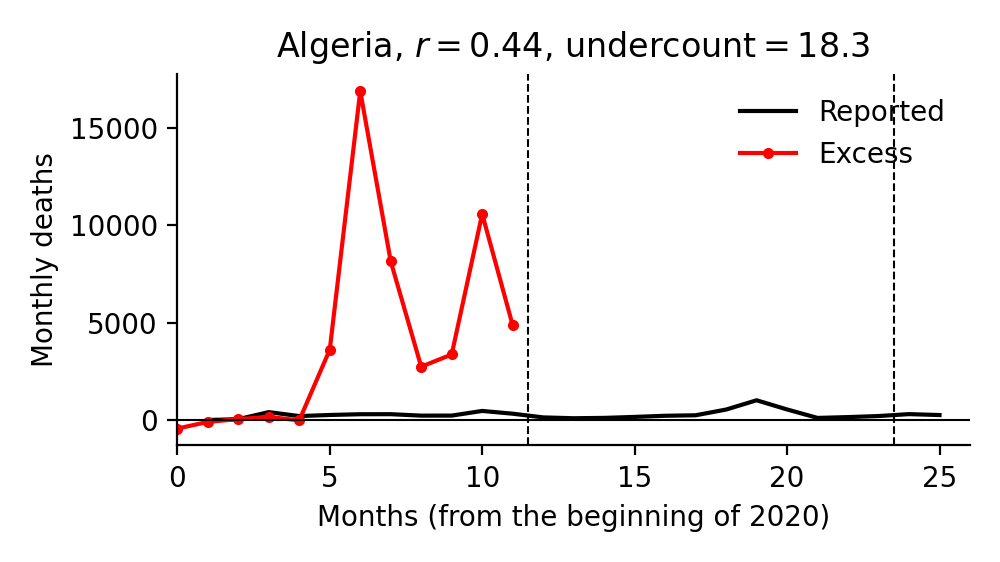 Algeria, r = 0.44, undercount = 18.3
Reported
Excess
Monthly deaths
15000
10000
5000
0
0 5 10 15 20 25
Months (from the beginning of 2020)